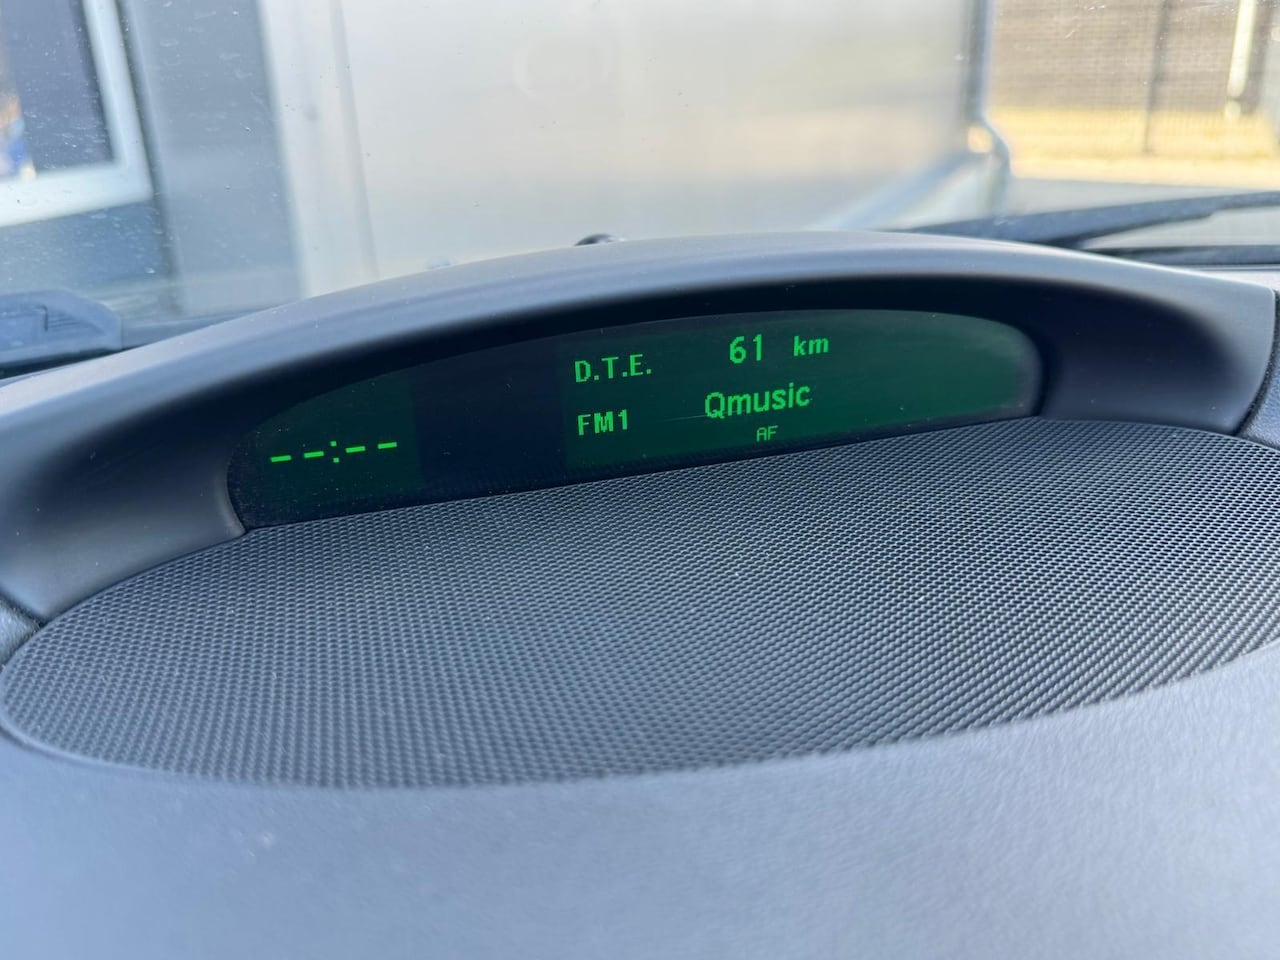 D.T.E. 61 km
--:-- FM1 Qmusic
AF